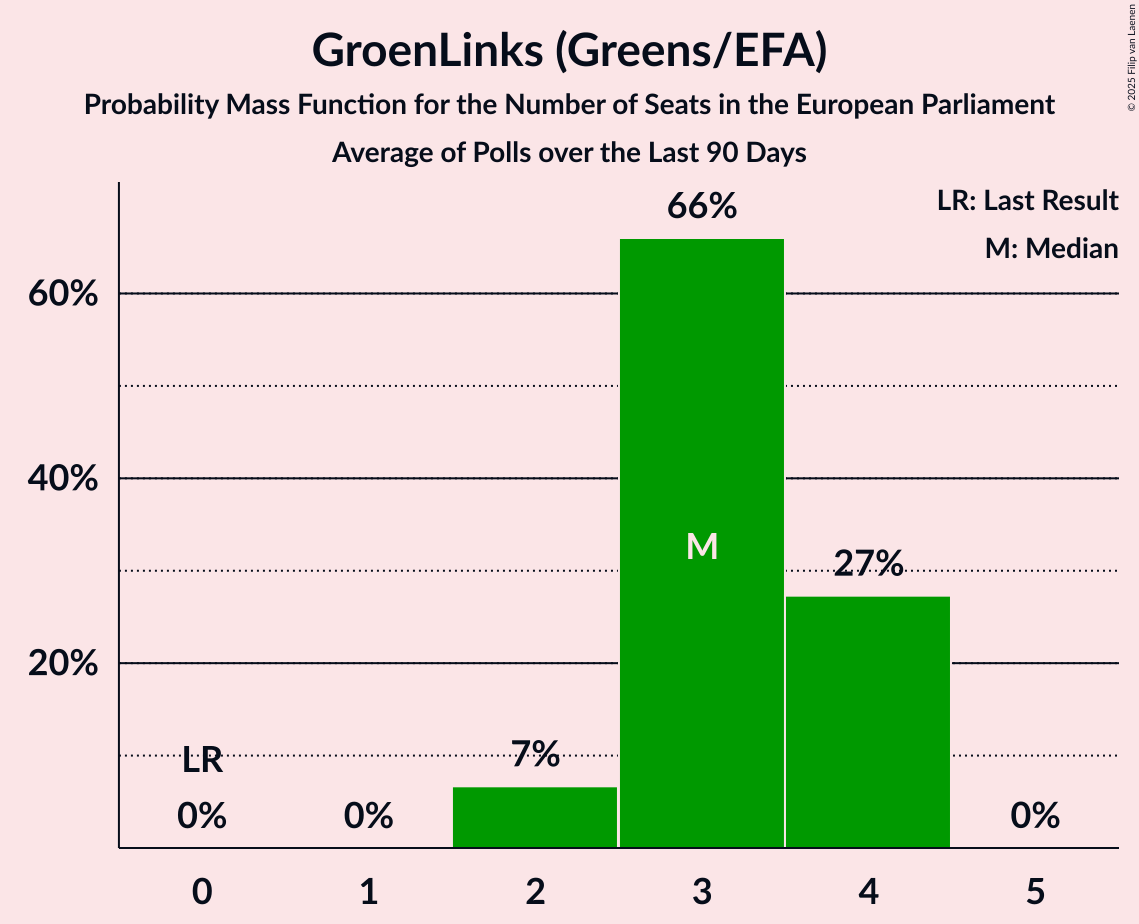 GroenLinks (Greens/EFA)
Probability Mass Function for the Number of Seats in the European Parliament
Average of Polls over the Last 90 Days
© 2025 Filip van Laenen
LR: Last Result
M: Median
66%
60%
40%
M
27%
20%
LR
7%
0%
0%
0%
0
1
2
3
4
5